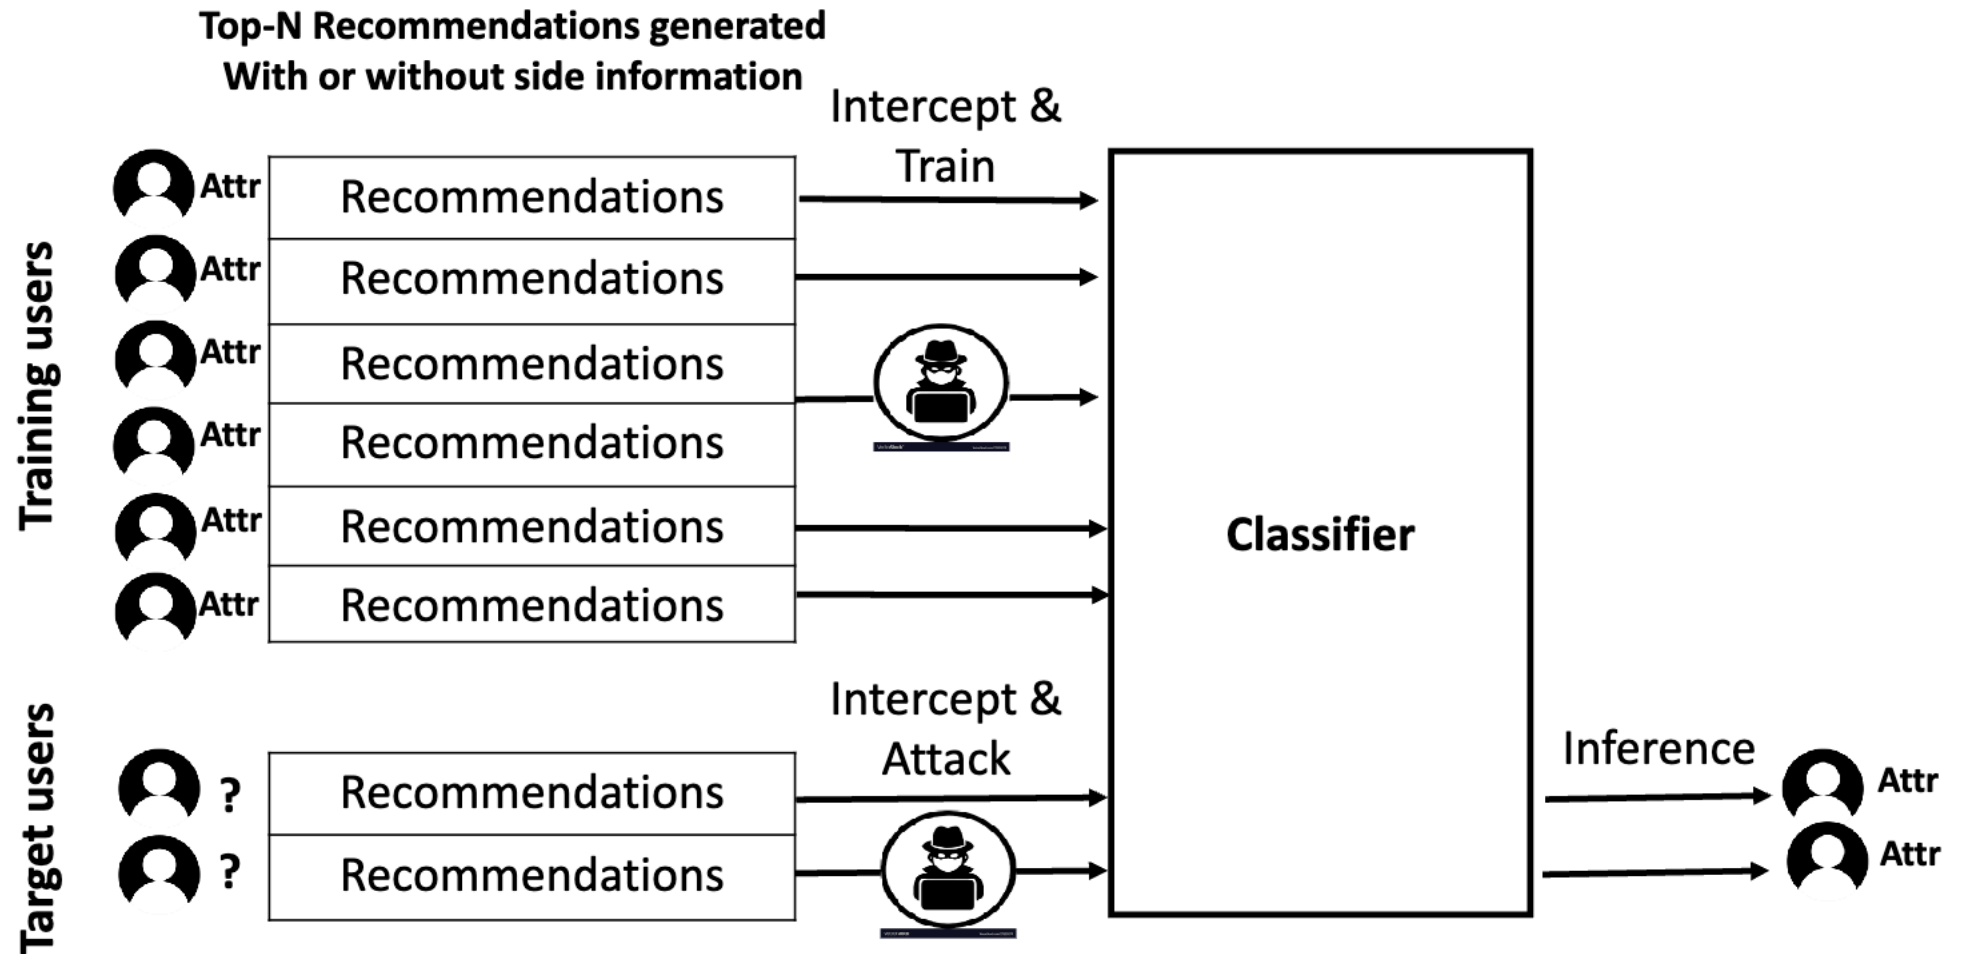 Top-N Recommendations generated
With or without side information
Intercept &
Train
Training users
Attr
Recommendations
Attr
Recommendations
Attr
Recommendations
Attr
Recommendations
Attr
Recommendations
Attr
Recommendations
Classifier
Intercept &
Attack
Target users
?
Recommendations
?
Recommendations
Inference
Attr
Attr